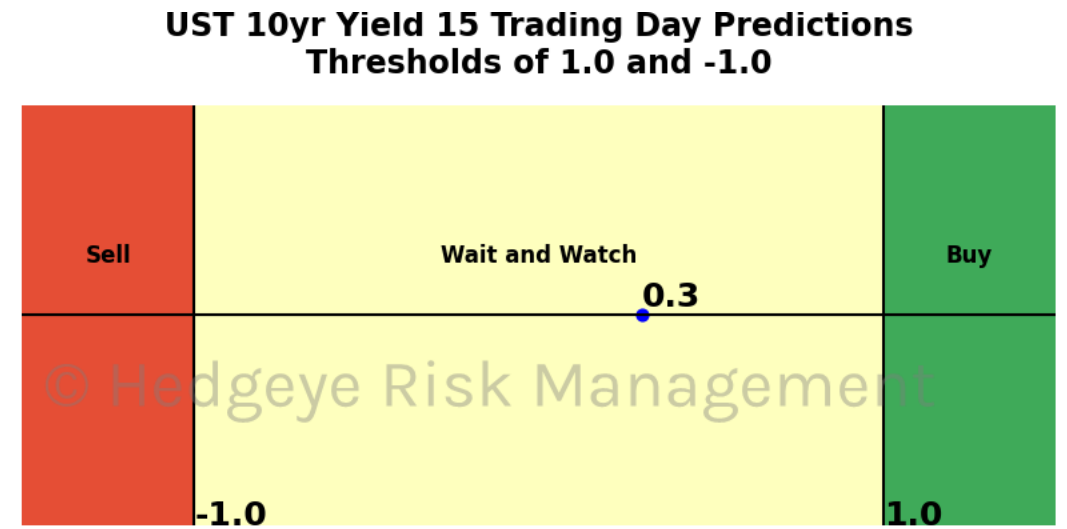 UST 10yr Yield 15 Trading Day Predictions
Thresholds of 1.0 and -1.0
Sell
Wait and Watch
Buy
0.3
© Hedgeye Risk Management
-1.0
1.0